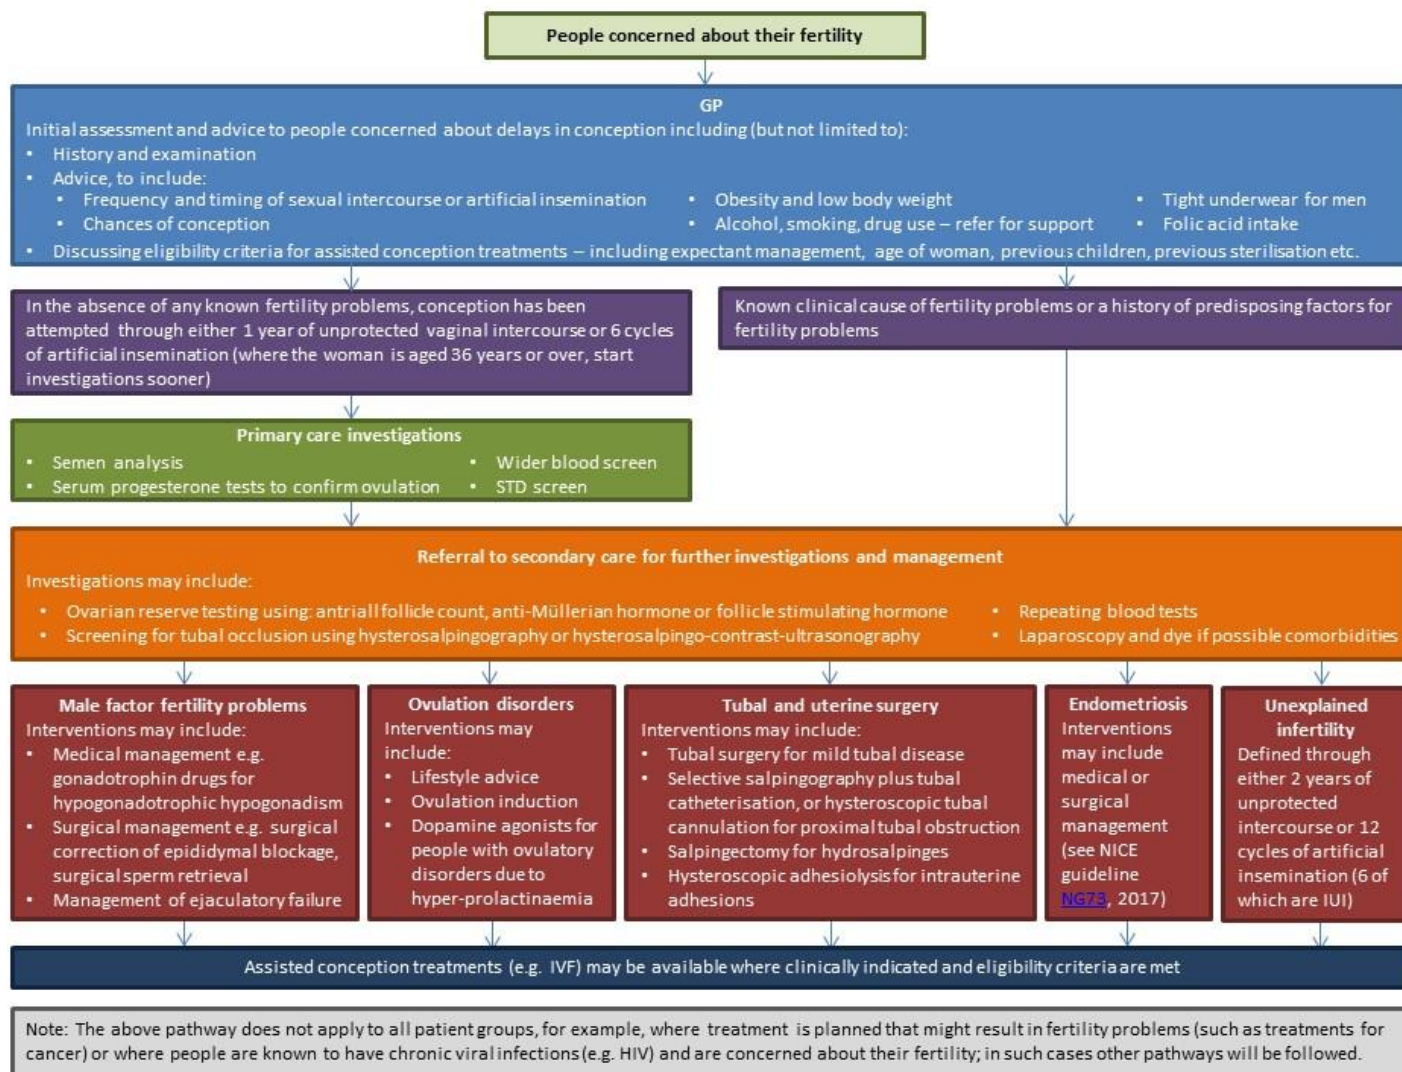 People concerned about their fertility
GP
Initial assessment and advice to people concerned about delays in conception including (but not limited to):
• History and examination
• Advice, to include:
• Frequency and timing of sexual intercourse or artificial insemination
• Chances of conception
• Obesity and low body weight
• Alcohol, smoking, drug use – refer for support
• Tight underwear for men
• Folic acid intake
• Discussing eligibility criteria for assisted conception treatments – including expectant management, age of woman, previous children, previous sterilisation etc.
In the absence of any known fertility problems, conception has been
attempted through either 1 year of unprotected vaginal intercourse or 6 cycles
of artificial insemination (where the woman is aged 36 years or over, start
investigations sooner)
Known clinical cause of fertility problems or a history of predisposing factors for
fertility problems
Primary care investigations
• Semen analysis
• Serum progesterone tests to confirm ovulation
• Wider blood screen
• STD screen
Referral to secondary care for further investigations and management
Investigations may include:
• Ovarian reserve testing using: antriall follicle count, anti-Müllerian hormone or follicle stimulating hormone
• Screening for tubal occlusion using hysterosalpingography or hysterosalpingo-contrast-ultrasonography
• Repeating blood tests
• Laparoscopy and dye if possible comorbidities
Male factor fertility problems
Interventions may include:
• Medical management e.g.
gonadotrophin drugs for
hypogonadotrophic hypogonadism
• Surgical management e.g. surgical
correction of epididymal blockage,
surgical sperm retrieval
• Management of ejaculatory failure
Ovulation disorders
Interventions may
include:
• Lifestyle advice
• Ovulation induction
• Dopamine agonists for
people with ovulatory
disorders due to
hyper-prolactinaemia
Tubal and uterine surgery
Interventions may include:
• Tubal surgery for mild tubal disease
• Selective salpingography plus tubal
catheterisation, or hysteroscopic tubal
cannulation for proximal tubal obstruction
• Salpingectomy for hydrosalpinges
• Hysteroscopic adhesiolysis for intrauterine
adhesions
Endometriosis
Interventions
may include
medical or
surgical
management
(see NICE
guideline
NG73, 2017)
Unexplained
infertility
Defined through
either 2 years of
unprotected
intercourse or 12
cycles of artificial
insemination (6 of
which are IUI)
Assisted conception treatments (e.g. IVF) may be available where clinically indicated and eligibility criteria are met
Note: The above pathway does not apply to all patient groups, for example, where treatment is planned that might result in fertility problems (such as treatments for
cancer) or where people are known to have chronic viral infections (e.g. HIV) and are concerned about their fertility; in such cases other pathways will be followed.